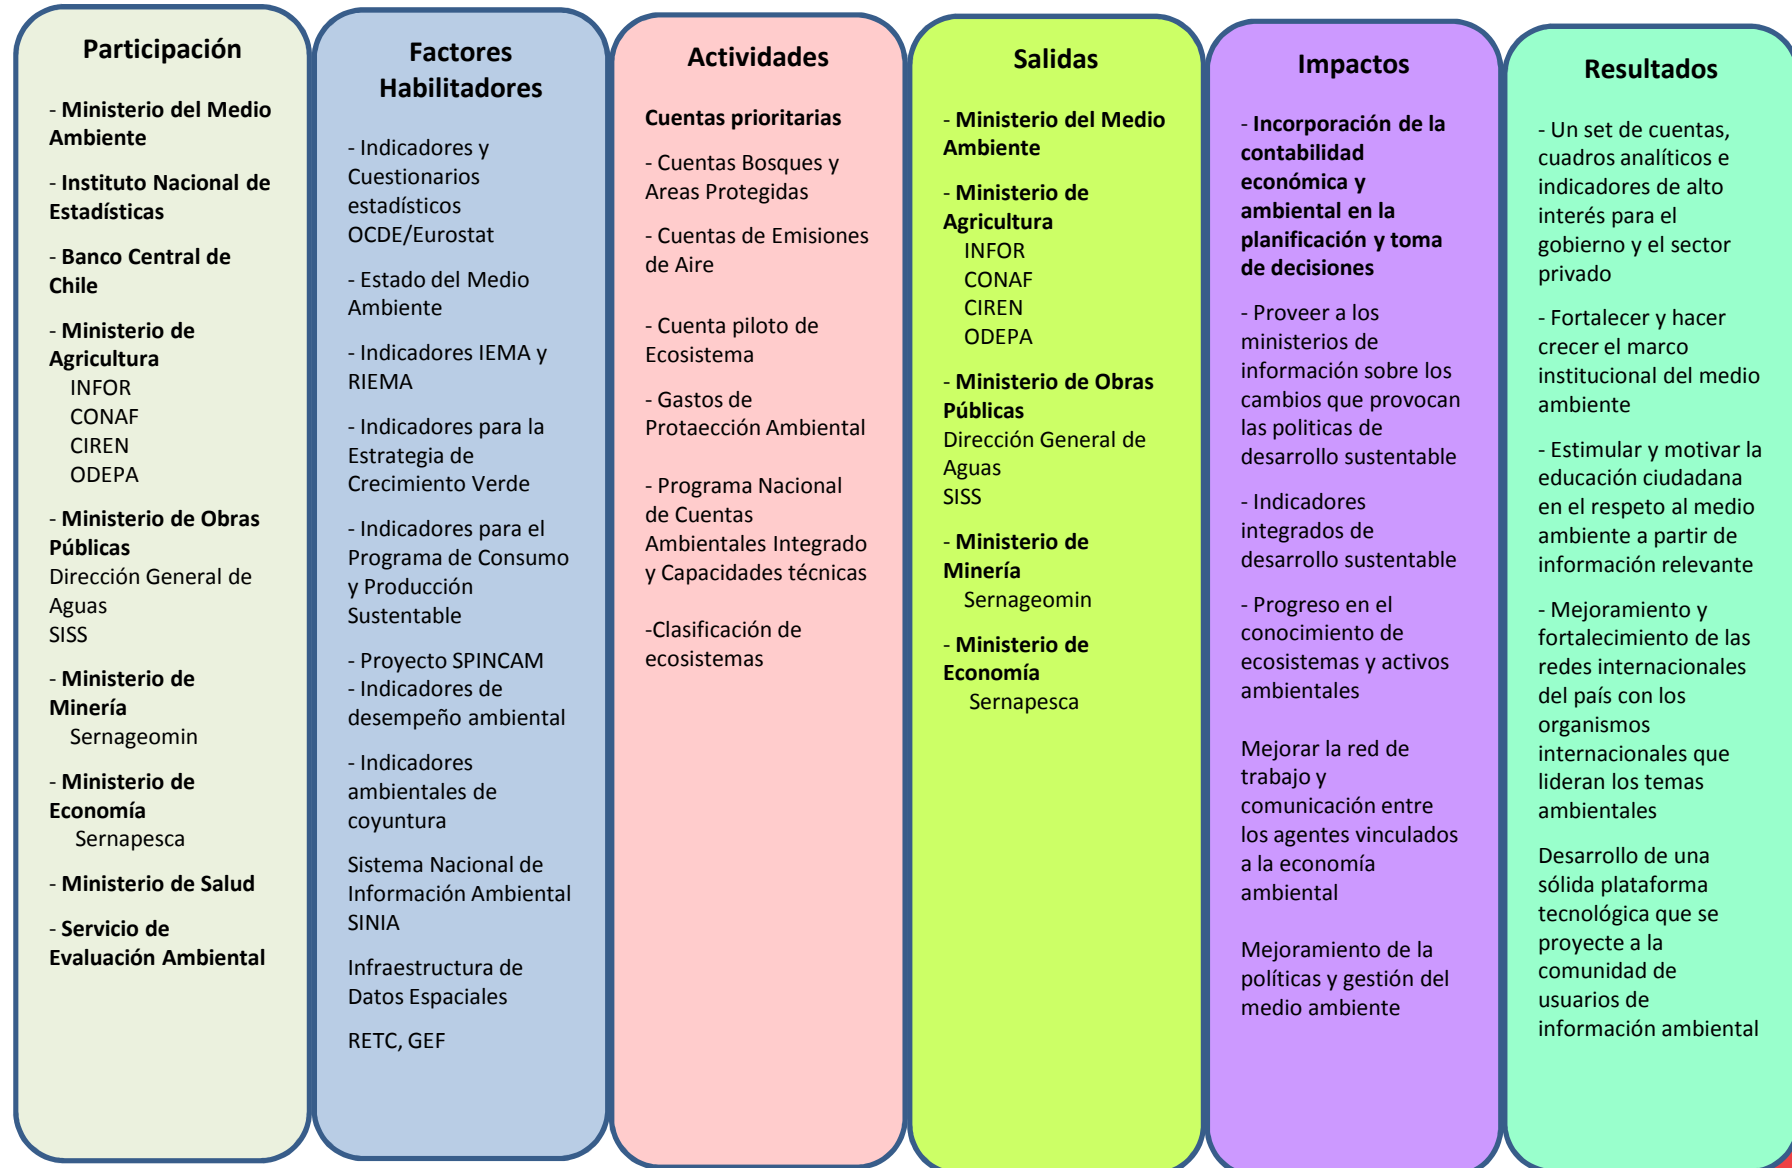 Participación
- Ministerio del Medio
Ambiente
- Instituto Nacional de
Estadísticas
- Banco Central de
Chile
- Ministerio de
Agricultura
INFOR
CONAF
CIREN
ODEPA
- Ministerio de Obras
Públicas
Dirección General de
Aguas
SISS
- Ministerio de
Minería
Sernageomin
- Ministerio de
Economía
Sernapesca
- Ministerio de Salud
- Servicio de
Evaluación Ambiental
Factores
Habilitadores
- Indicadores y
Cuestionarios
estadísticos
OCDE/Eurostat
- Estado del Medio
Ambiente
- Indicadores IEMA y
RIEMA
- Indicadores para la
Estrategia de
Crecimiento Verde
- Indicadores para el
Programa de Consumo
y Producción
Sustentable
- Proyecto SPINCAM
- Indicadores de
desempeño ambiental
- Indicadores
ambientales de
coyuntura
Sistema Nacional de
Información Ambiental
SINIA
Infraestructura de
Datos Espaciales
RETC, GEF
Actividades
Cuentas prioritarias
- Cuentas Bosques y
Areas Protegidas
- Cuentas de Emisiones
de Aire
- Cuenta piloto de
Ecosistema
- Gastos de
Protaección Ambiental
- Programa Nacional
de Cuentas
Ambientales Integrado
y Capacidades técnicas
-Clasificación de
ecosistemas
Salidas
- Ministerio del Medio
Ambiente
- Ministerio de
Agricultura
INFOR
CONAF
CIREN
ODEPA
- Ministerio de Obras
Públicas
Dirección General de
Aguas
SISS
- Ministerio de
Minería
Sernageomin
- Ministerio de
Economía
Sernapesca
Impactos
- Incorporación de la
contabilidad
económica y
ambiental en la
planificación y toma
de decisiones
- Proveer a los
ministerios de
información sobre los
cambios que provocan
las politicas de
desarrollo sustentable
- Indicadores
integrados de
desarrollo sustentable
- Progreso en el
conocimiento de
ecosistemas y activos
ambientales
Mejorar la red de
trabajo y
comunicación entre
los agentes vinculados
a la economía
ambiental
Mejoramiento de la
políticas y gestión del
medio ambiente
Resultados
- Un set de cuentas,
cuadros analíticos e
indicadores de alto
interés para el
gobierno y el sector
privado
- Fortalecer y hacer
crecer el marco
institucional del medio
ambiente
- Estimular y motivar la
educación ciudadana
en el respeto al medio
ambiente a partir de
información relevante
- Mejoramiento y
fortalecimiento de las
redes internacionales
del país con los
organismos
internacionales que
lideran los temas
ambientales
Desarrollo de una
sólida plataforma
tecnológica que se
proyecte a la
comunidad de
usuarios de
información ambiental